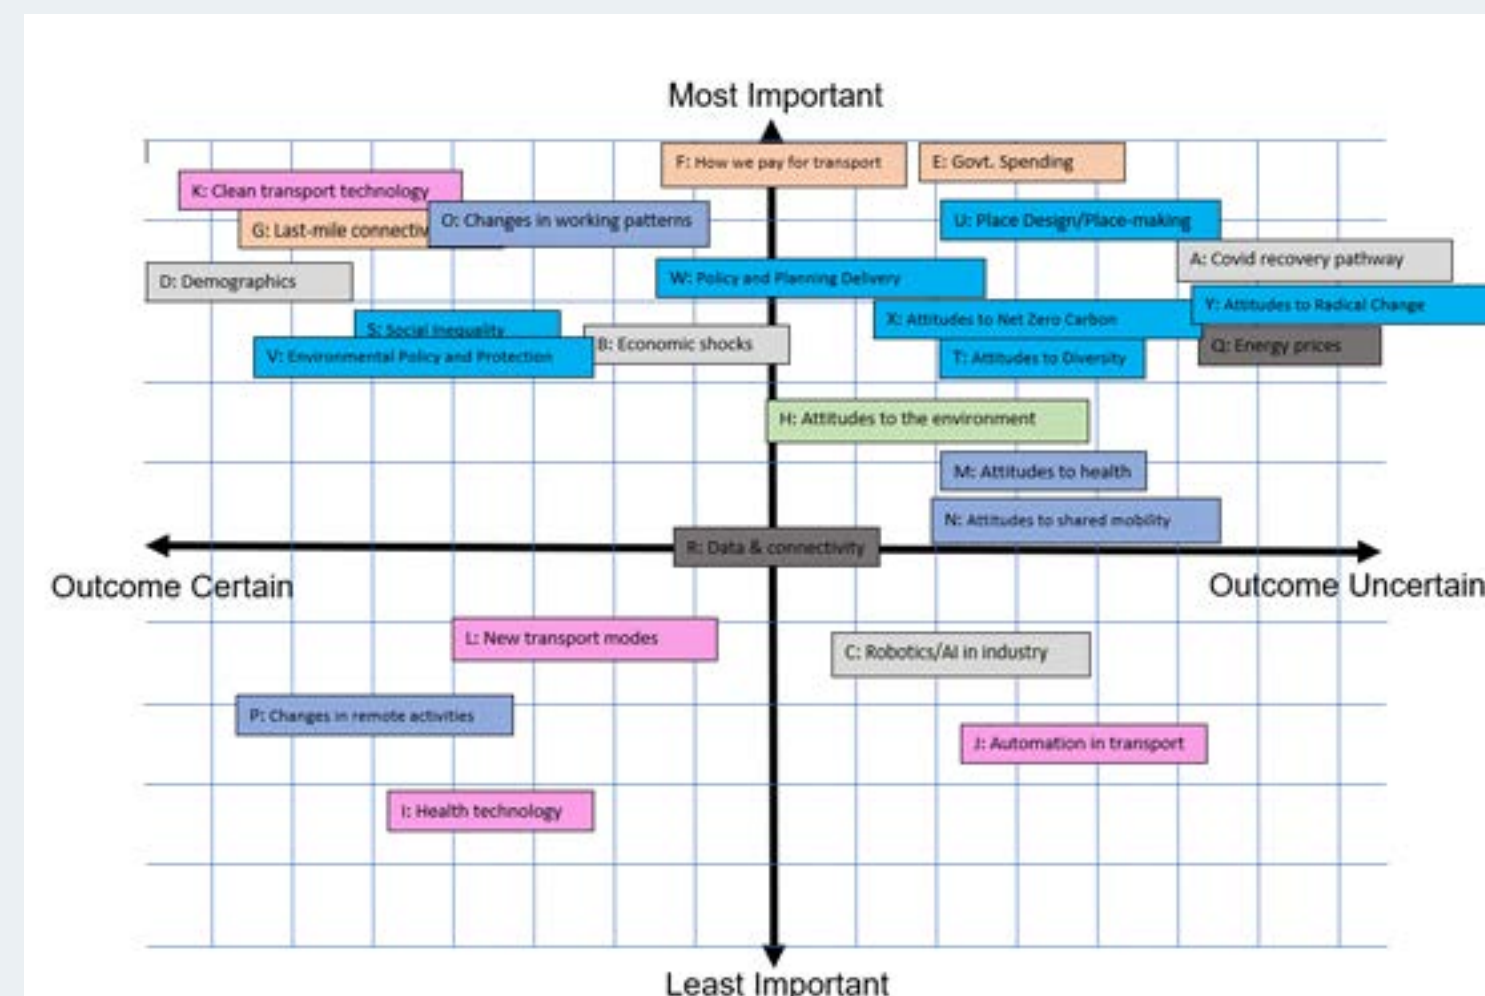 Most Important
F: How we pay for transport
E: Govt. Spending
K: Clean transport technology
O: Changes in working patterns
U: Place Design/Place-making
G: Last-mile connectiv
A: Covid recovery pathway
D: Demographics
W: Policy and Planning Delivery
Y: Attitudes to Radical Change
X: Attitudes to Net Zero Carbon
S: Social Inequality
B: Economic shocks
Q: Energy prices
V: Environmental Policy and Protection
T: Attitudes to Diversity
H: Attitudes to the environment
M: Attitudes to health
N: Attitudes to shared mobility
R: Data & connectivity
Outcome Certain
Outcome Uncertain
L: New transport modes
C: Robotics/AI in industry
P: Changes in remote activities
J: Automation in transport
I: Health technology
Least Important